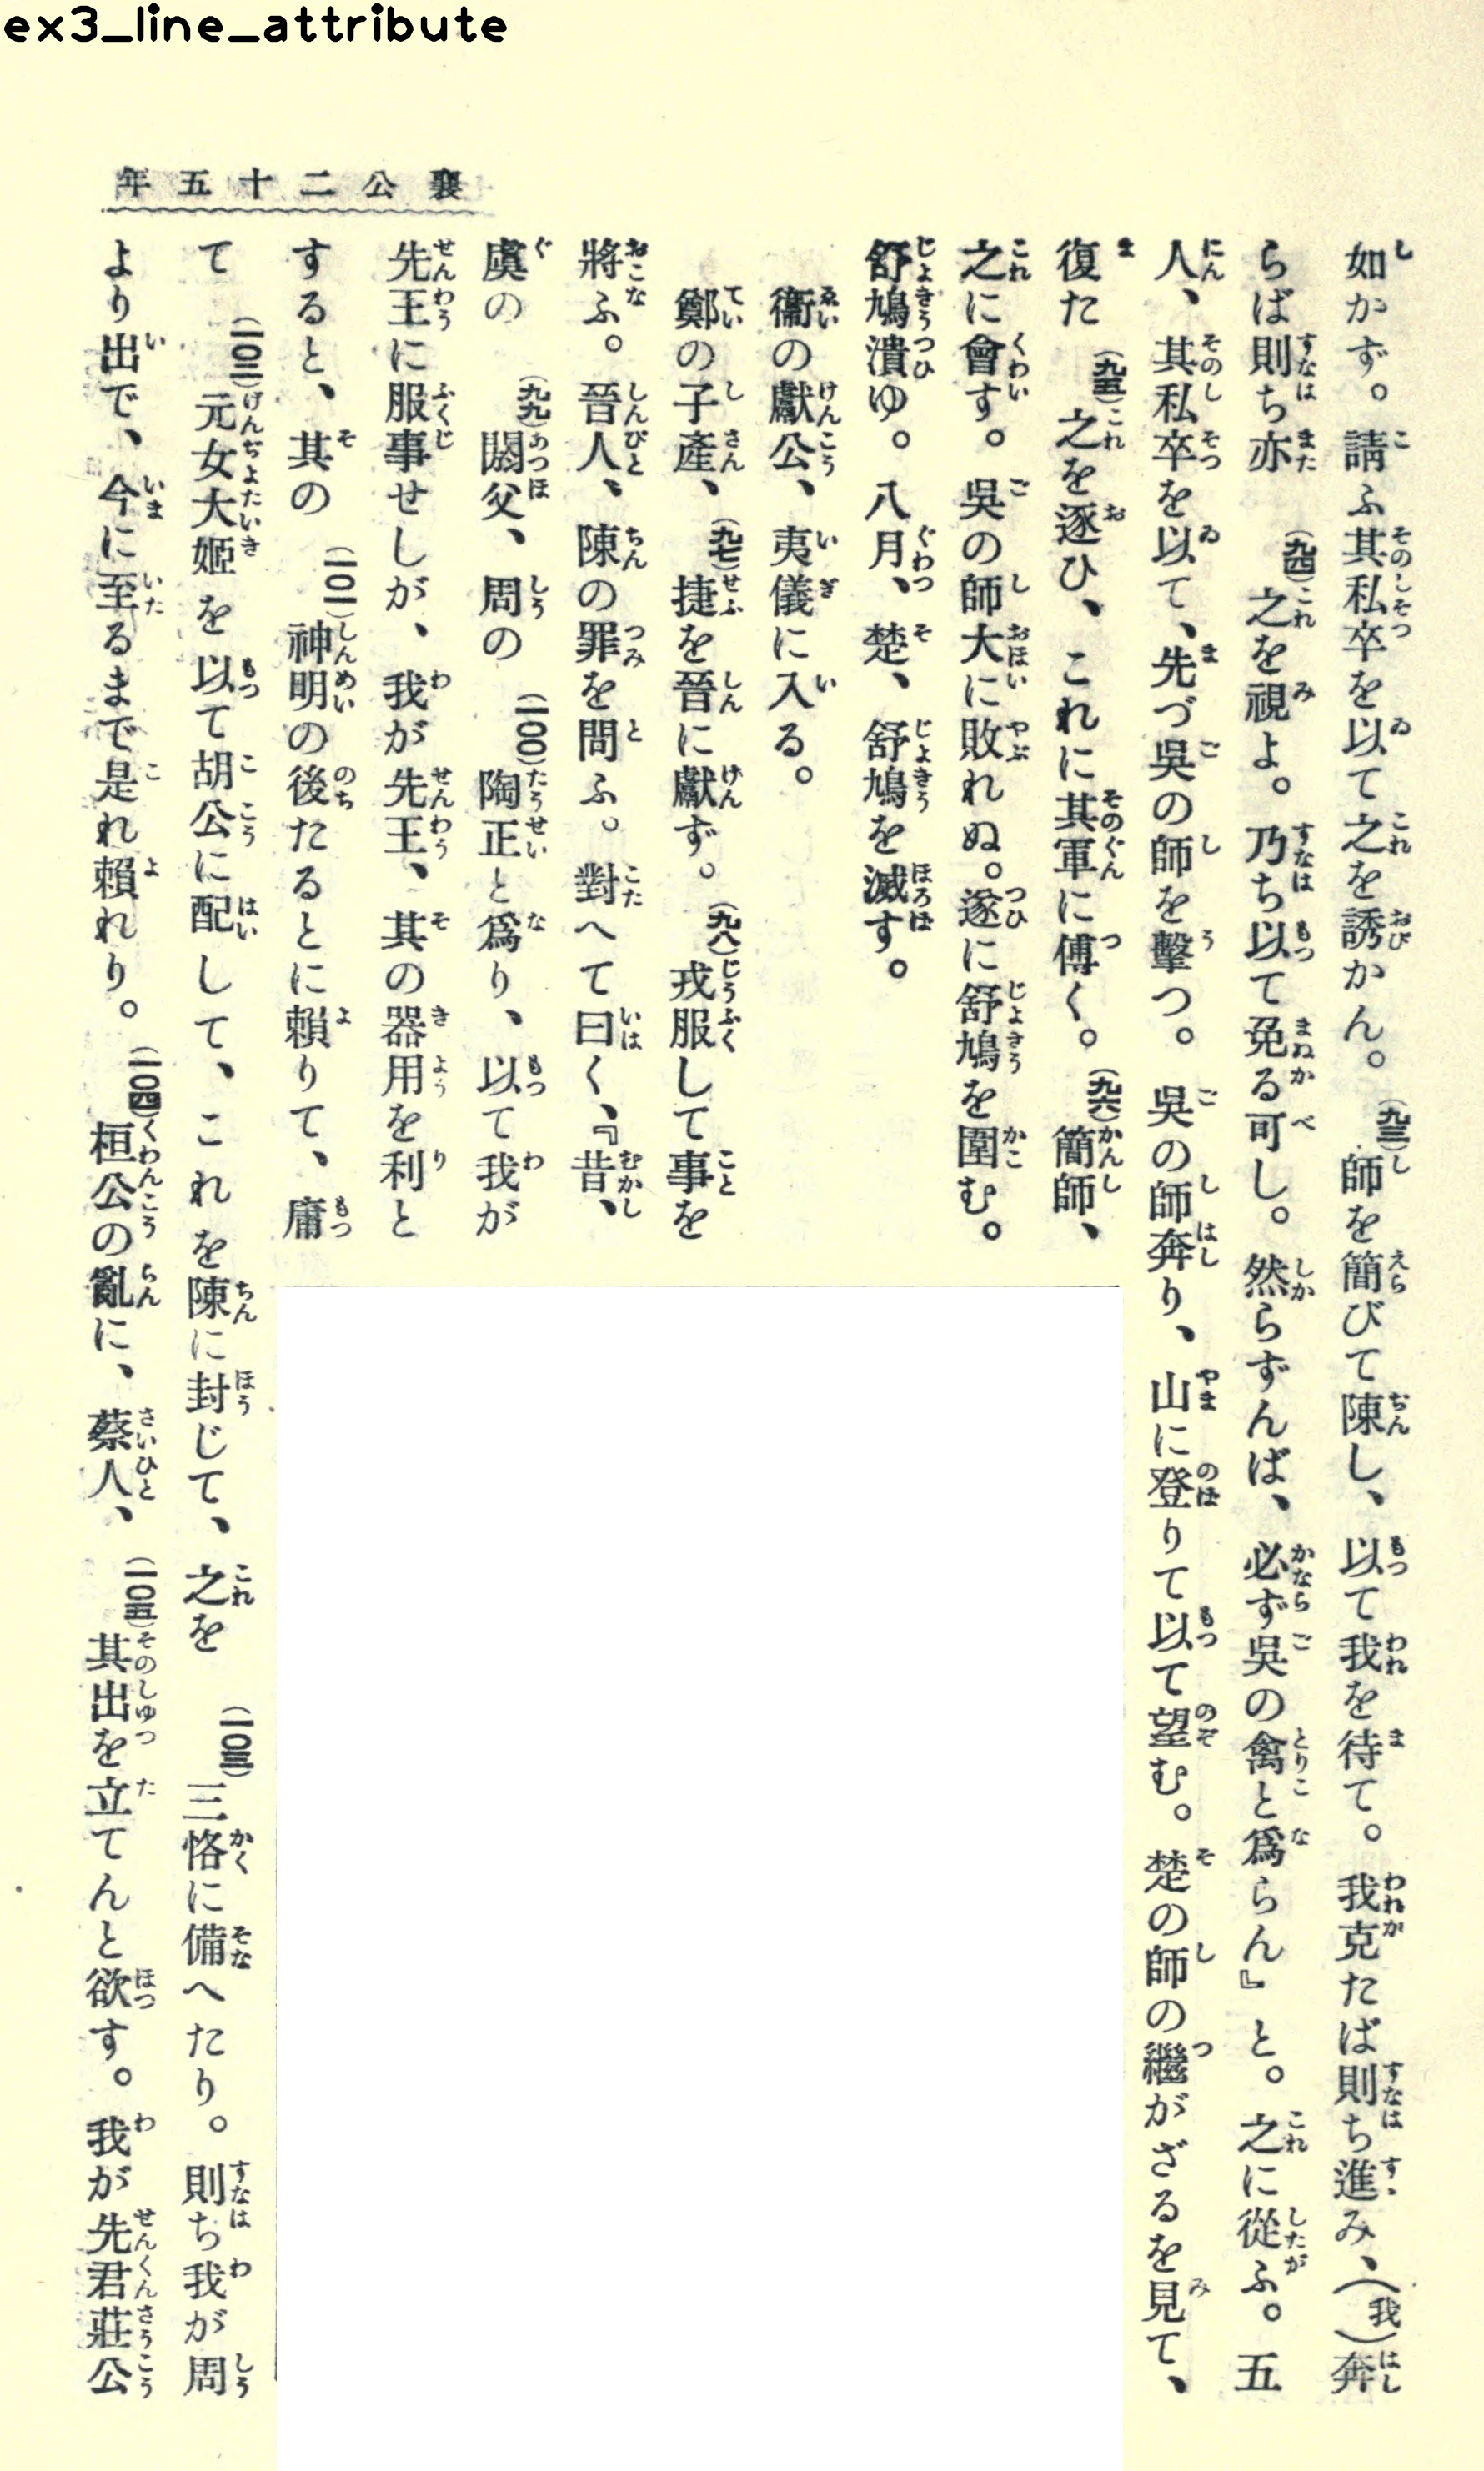 ex3_line_attribute
襄公二十五年
如かず。請ふ其私卒を以て之を誘かん。(九三)師を簡びて陳し、以て我を待て。我克たば則ち進み、(我)奔
らば則ち亦(九四)之を視よ。乃ち以て免る可し。然らずんば、必ず吳の禽と爲らん』と。之に從ふ。五
人、其私卒を以て、先づ吳の師を擊つ。吳の師奔り、山に登りて以て望む。楚の師の繼がざるを見て、
復た(九五)之を逐ひ、これに其軍に傅く。(九六)簡師、
之に會す。吳の師大に敗れぬ。遂に舒鳩を圍む。
舒鳩潰ゆ。八月、楚、舒鳩を滅す。
衞の獻公、夷儀に入る。
鄭の子產、(九七)捷を晉に獻ず。(九八)戎服して事を
將ふ。晉人、陳の罪を問ふ。對へて曰く、『昔、
虞の(九九)閼父、周の(一〇〇)陶正と爲り、以て我が
先王に服事せしが、我が先王、其の器用を利と
すると、其の(一〇一)神明の後たるとに賴りて、庸
て(一〇二)元女大姬を以て胡公に配して、これを陳に封じて、之を(一〇三)三恪に備へたり。則ち我が周
より出で、今に至るまで是れ賴れり。(一〇四)桓公の亂に、蔡人、(一〇五)其出を立てんと欲す。我が先君莊公